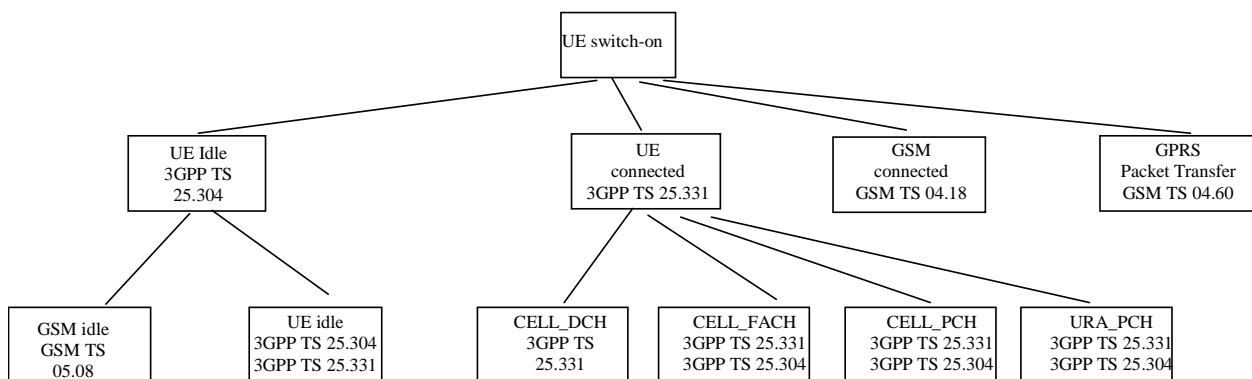 UE switch-on
UE Idle
3GPP TS
25.304
UE
connected
3GPP TS 25.331
GSM
connected
GSM TS 04.18
GPRS
Packet Transfer
GSM TS 04.60
GSM idle
GSM TS
05.08
UE idle
3GPP TS 25.304
3GPP TS 25.331
CELL_DCH
3GPP TS
25.331
CELL_FACH
3GPP TS 25.331
3GPP TS 25.304
CELL_PCH
3GPP TS 25.331
3GPP TS 25.304
URA_PCH
3GPP TS 25.331
3GPP TS 25.304